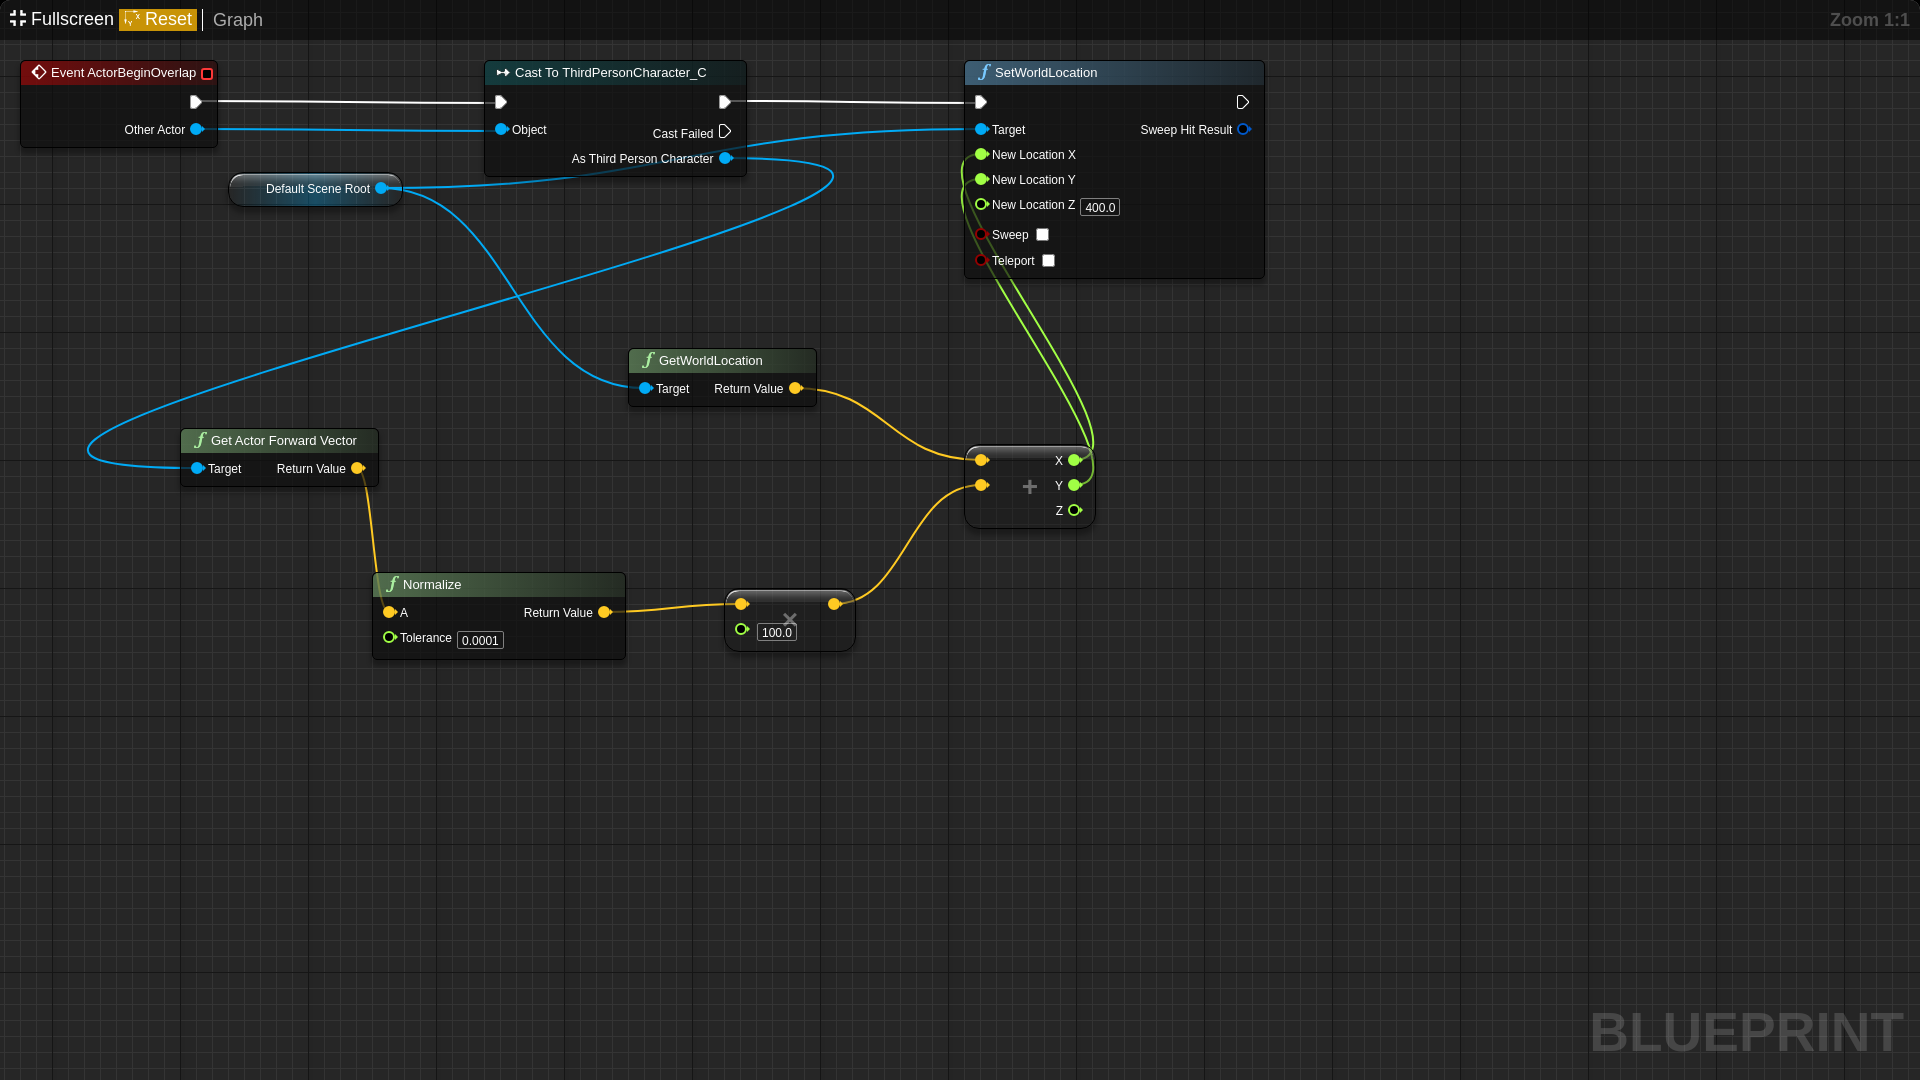 Fullscreen Reset Graph
Zoom 1:1
Event ActorBeginOverlap
Other Actor
Cast To ThirdPersonCharacter_C
Object
Cast Failed
As Third Person Character
SetWorldLocation
Target
Sweep Hit Result
New Location X
New Location Y
New Location Z 400.0
Sweep
Teleport
Default Scene Root
GetWorldLocation
Target Return Value
Get Actor Forward Vector
Target Return Value
X
Y
Z
Normalize
A Return Value
Tolerance 0.0001
100.0
BLUEPRINT